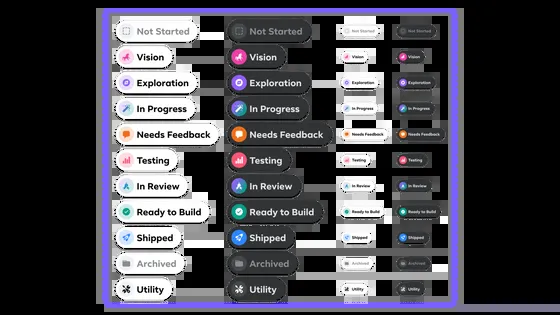 Not Started Not Started Not Started Not Started
Vision Vision Vision Vision
Exploration Exploration Exploration Exploration
In Progress In Progress In Progress In Progress
Needs Feedback Needs Feedback Needs Feedback Needs Feedback
Testing Testing Testing Testing
In Review In Review In Review In Review
Ready to Build Ready to Build Ready to Build Ready to Build
Shipped Shipped Shipped Shipped
Archived Archived Archived Archived
Utility Utility Utility Utility